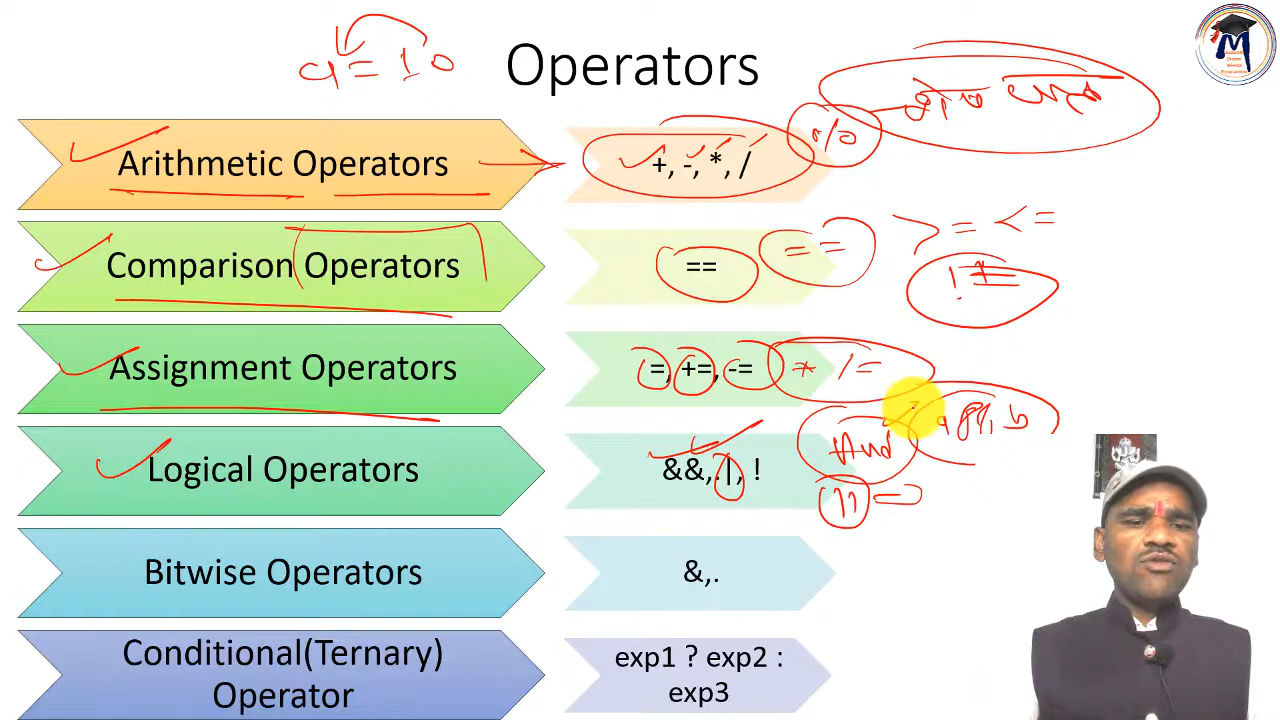 a = 10
Operators
Arithmetic Operators
+, -, *, /
%
Comparison Operators
==
==
>= <=
!=
Assignment Operators
=, +=, -=
* /=
Logical Operators
&&,.|, !
And
a && b
||
Bitwise Operators
&,.
Conditional(Ternary)
Operator
exp1 ? exp2 :
exp3
M